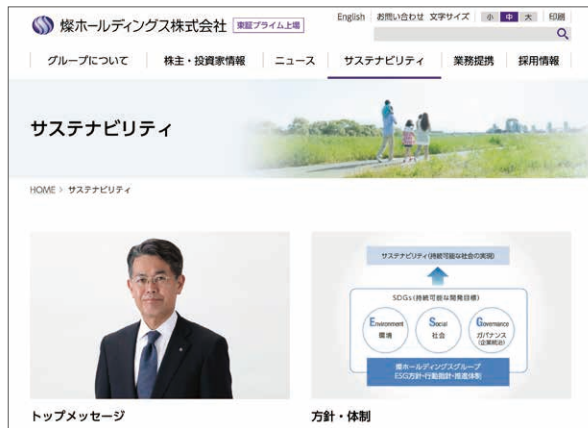 燦ホールディングス株式会社 東証プライム上場
English お問い合わせ 文字サイズ 小 中 大 印刷
グループについて 株主・投資家情報 ニュース サステナビリティ 業務提携 採用情報
サステナビリティ
HOME > サステナビリティ
サステナビリティ(持続可能な社会の実現)
SDGs(持続可能な開発目標)
Environment 環境
Social 社会
Governance ガバナンス (企業統治)
燦ホールディングスグループ
ESG方針・行動指針・推進体制
トップメッセージ
方針・体制